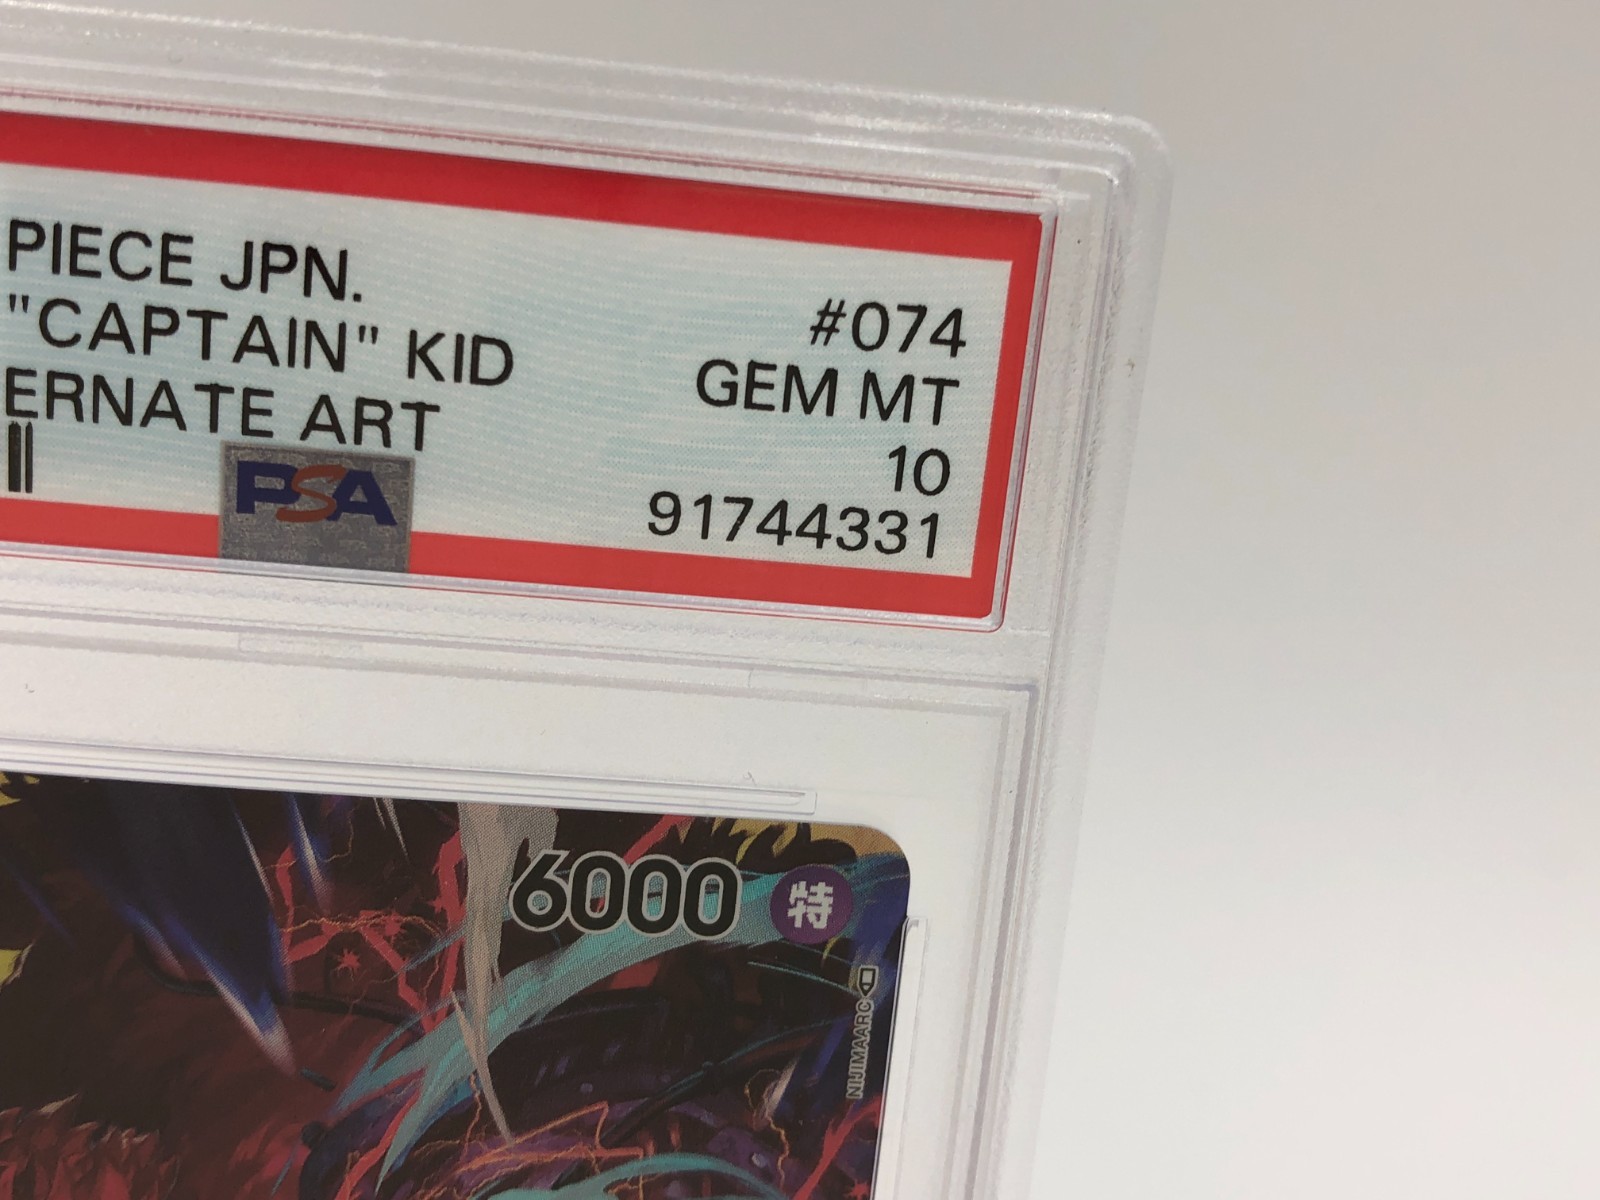 PIECE JPN.
#074
"CAPTAIN" KID
GEM MT
ERNATE ART
10
PSA
91744331
6000 特
NIJIMAARC